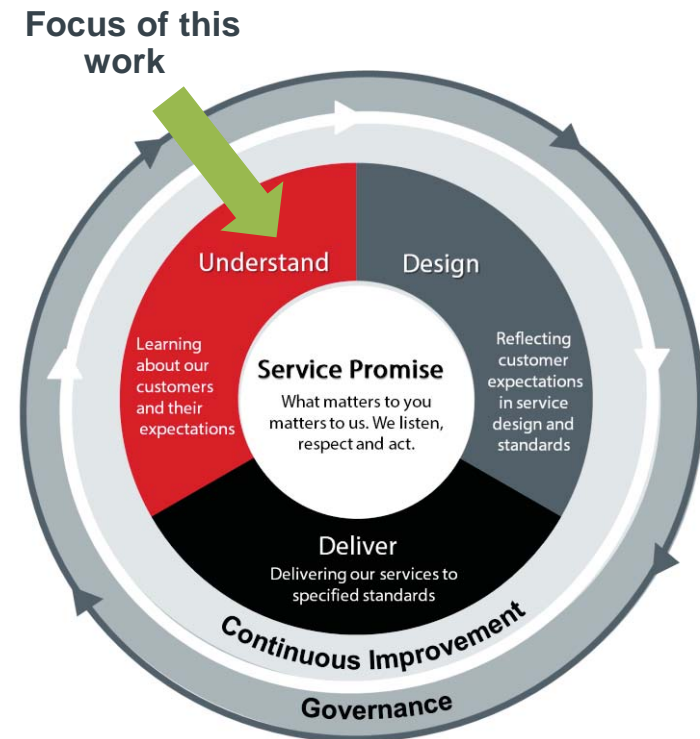 Focus of this
work
Understand
Learning
about our
customers
and their
expectations
Design
Reflecting
customer
expectations
in service
design and
standards
Service Promise
What matters to you
matters to us. We listen,
respect and act.
Deliver
Delivering our services to
specified standards
Continuous Improvement
Governance